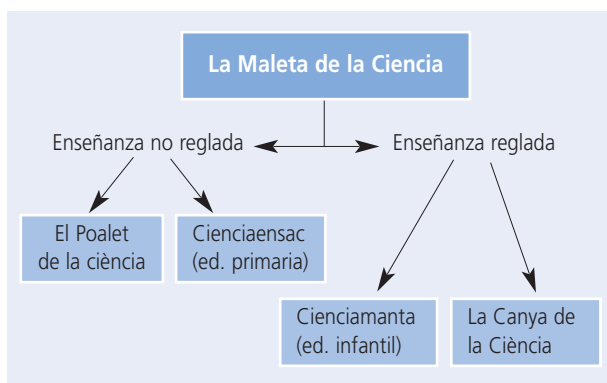 La Maleta de la Ciencia
Enseñanza no reglada
Enseñanza reglada
El Poalet
de la ciència
Cienciaensac
(ed. primaria)
Cienciamanta
(ed. infantil)
La Canya de
la Ciència